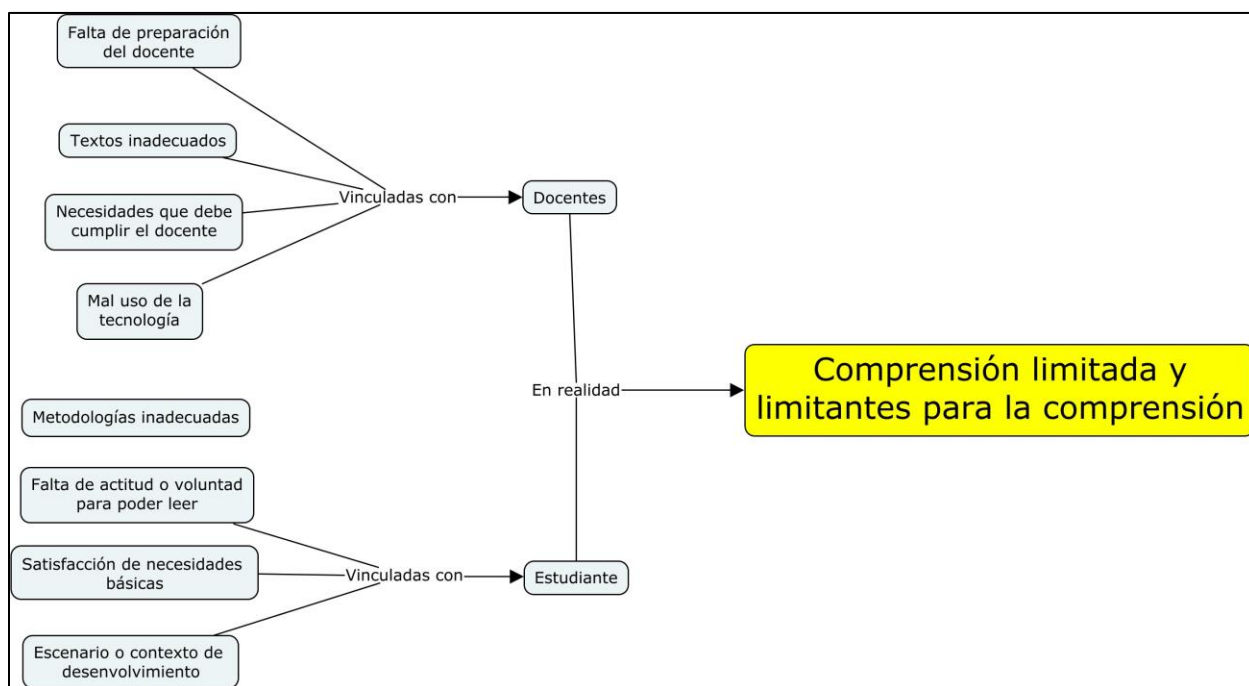 Falta de preparación
del docente
Textos inadecuados
Necesidades que debe
cumplir el docente
Mal uso de la
tecnología
Vinculadas con
Docentes
En realidad
Comprensión limitada y
limitantes para la comprensión
Metodologías inadecuadas
Falta de actitud o voluntad
para poder leer
Satisfacción de necesidades
básicas
Escenario o contexto de
desenvolvimiento
Vinculadas con
Estudiante